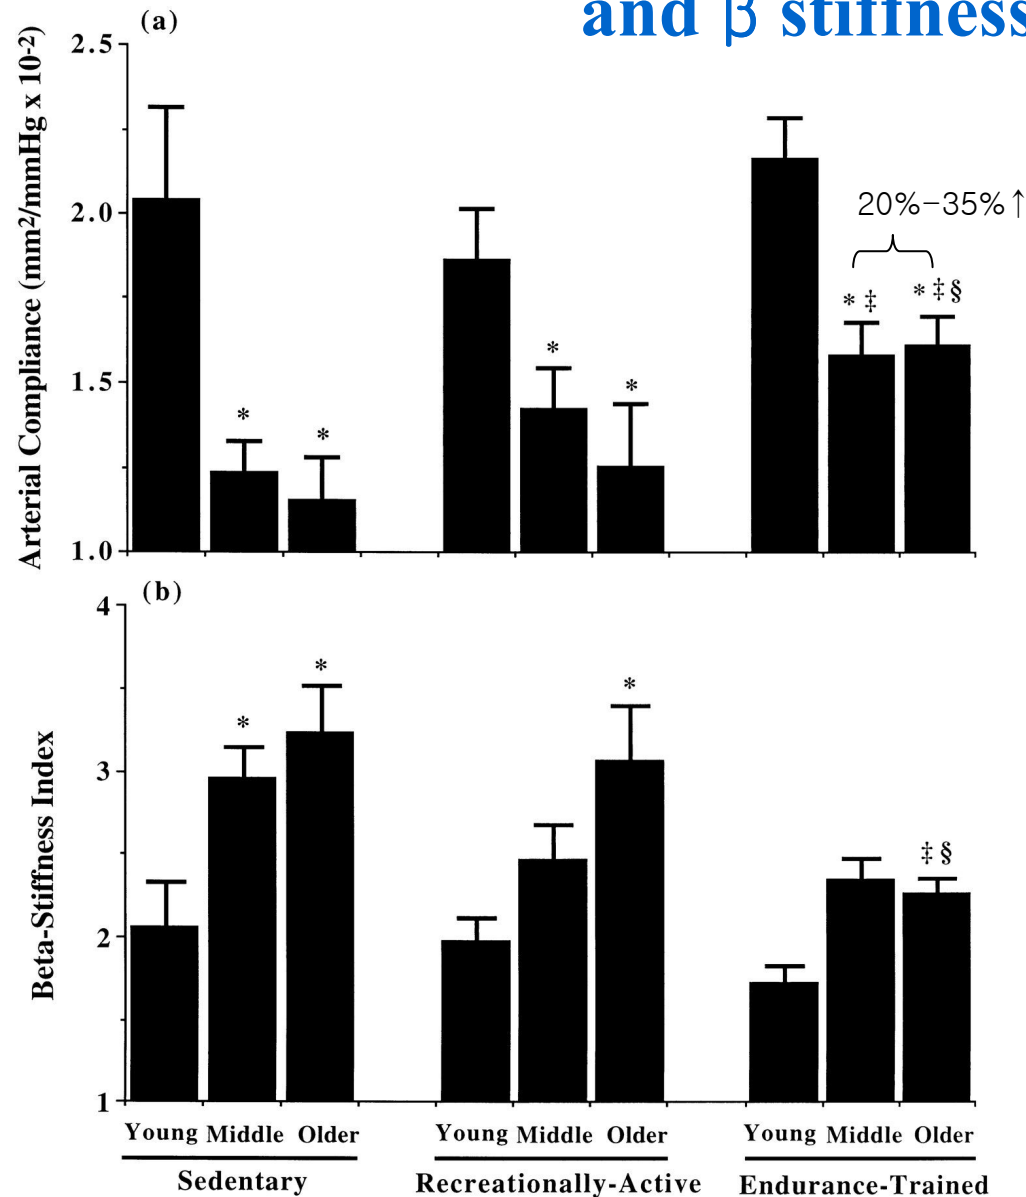 and β stiffness
(a)
Arterial Compliance (mm²/mmHg x 10-²)
2.5
2.0
1.5
1.0
*
*
*
*
20%-35%↑
* ‡
* ‡ §
(b)
Beta-Stiffness Index
4
3
2
1
*
*
*
‡ §
Young Middle Older
Young Middle Older
Young Middle Older
Sedentary
Recreationally-Active
Endurance-Trained